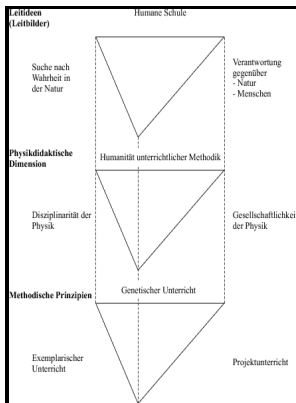 Leitideen
(Leitbilder)
Humane Schule
Suche nach
Wahrheit in
der Natur
Verantwortung
gegenüber
- Natur
- Menschen
Physikdidaktische
Dimension
Humanität unterrichtlicher Methodik
Disziplinarität der
Physik
Gesellschaftlichkeit
der Physik
Methodische Prinzipien
Genetischer Unterricht
Exemplarischer
Unterricht
Projektunterricht